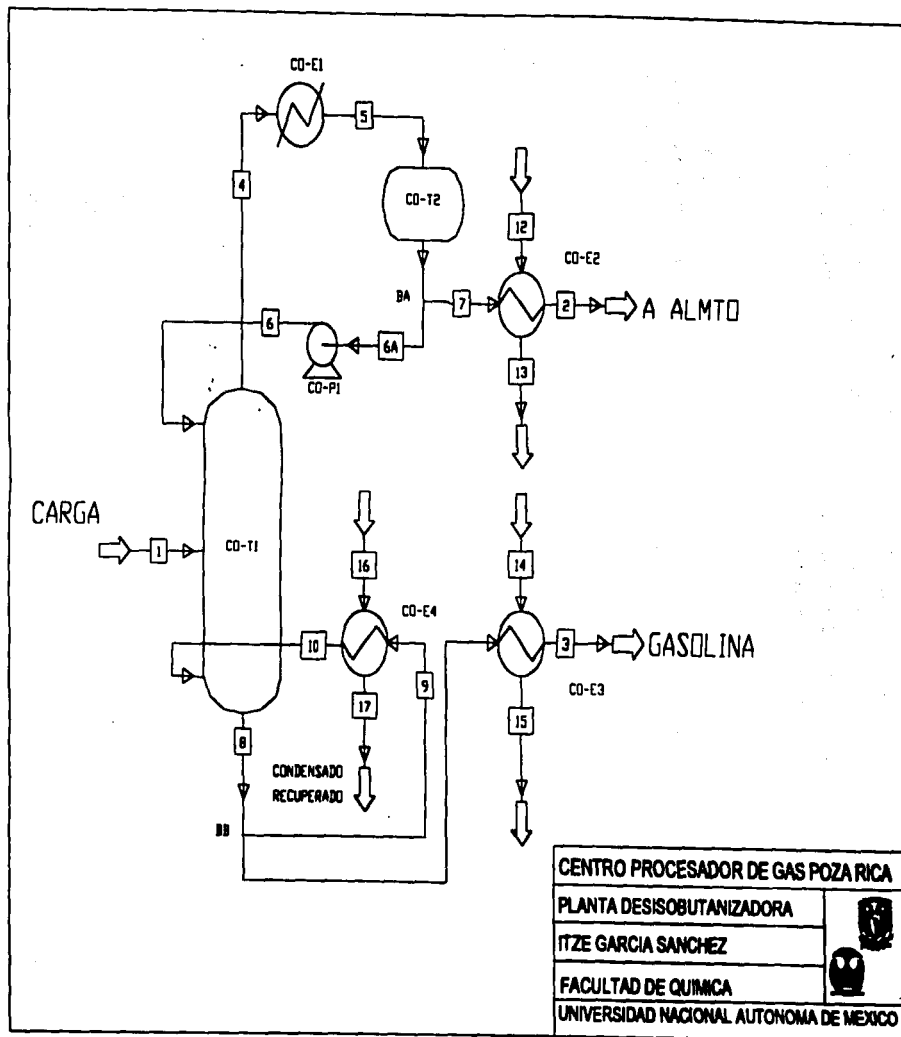 CO-E1
5
4
CO-T2
12
CO-E2
BA
7
2
A ALMTO
6
6A
CO-P1
13
CARGA
1
CO-T1
16
14
CO-E4
10
3
GASOLINA
9
CO-E3
17
15
8
CONDENSADO
RECUPERADO
BB
CENTRO PROCESADOR DE GAS POZA RICA
PLANTA DESISOBUTANIZADORA
ITZE GARCIA SANCHEZ
FACULTAD DE QUIMICA
UNIVERSIDAD NACIONAL AUTONOMA DE MEXICO